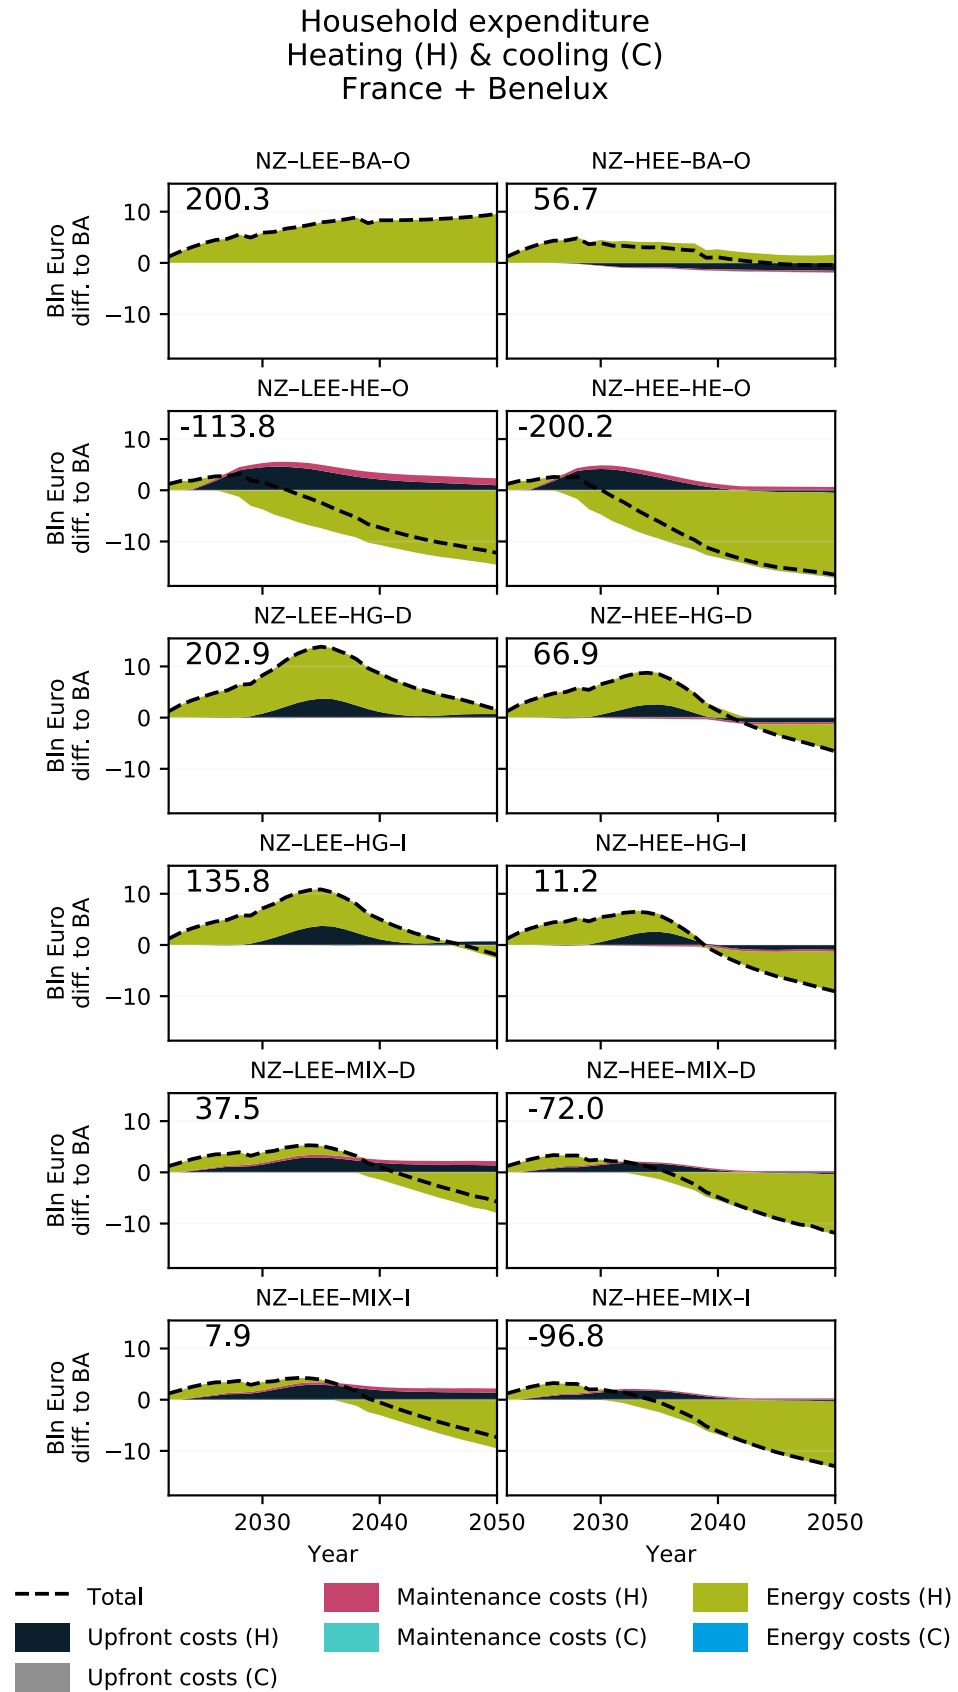 Household expenditure
Heating (H) & cooling (C)
France + Benelux
NZ–LEE–BA–O
NZ–HEE–BA–O
200.3
56.7
10
0
−10
Bln Euro
diff. to BA
NZ–LEE-HE–O
NZ–HEE–HE–O
-113.8
-200.2
10
0
−10
Bln Euro
diff. to BA
NZ–LEE–HG–D
NZ–HEE–HG–D
202.9
66.9
10
0
−10
Bln Euro
diff. to BA
NZ–LEE–HG–I
NZ–HEE–HG–I
135.8
11.2
10
0
−10
Bln Euro
diff. to BA
NZ–LEE–MIX–D
NZ–HEE–MIX–D
37.5
-72.0
10
0
−10
Bln Euro
diff. to BA
NZ–LEE–MIX–I
NZ–HEE–MIX–I
7.9
-96.8
10
0
−10
Bln Euro
diff. to BA
2030 2040 2050 2030 2040 2050
Year Year
Total Maintenance costs (H) Energy costs (H)
Upfront costs (H) Maintenance costs (C) Energy costs (C)
Upfront costs (C)